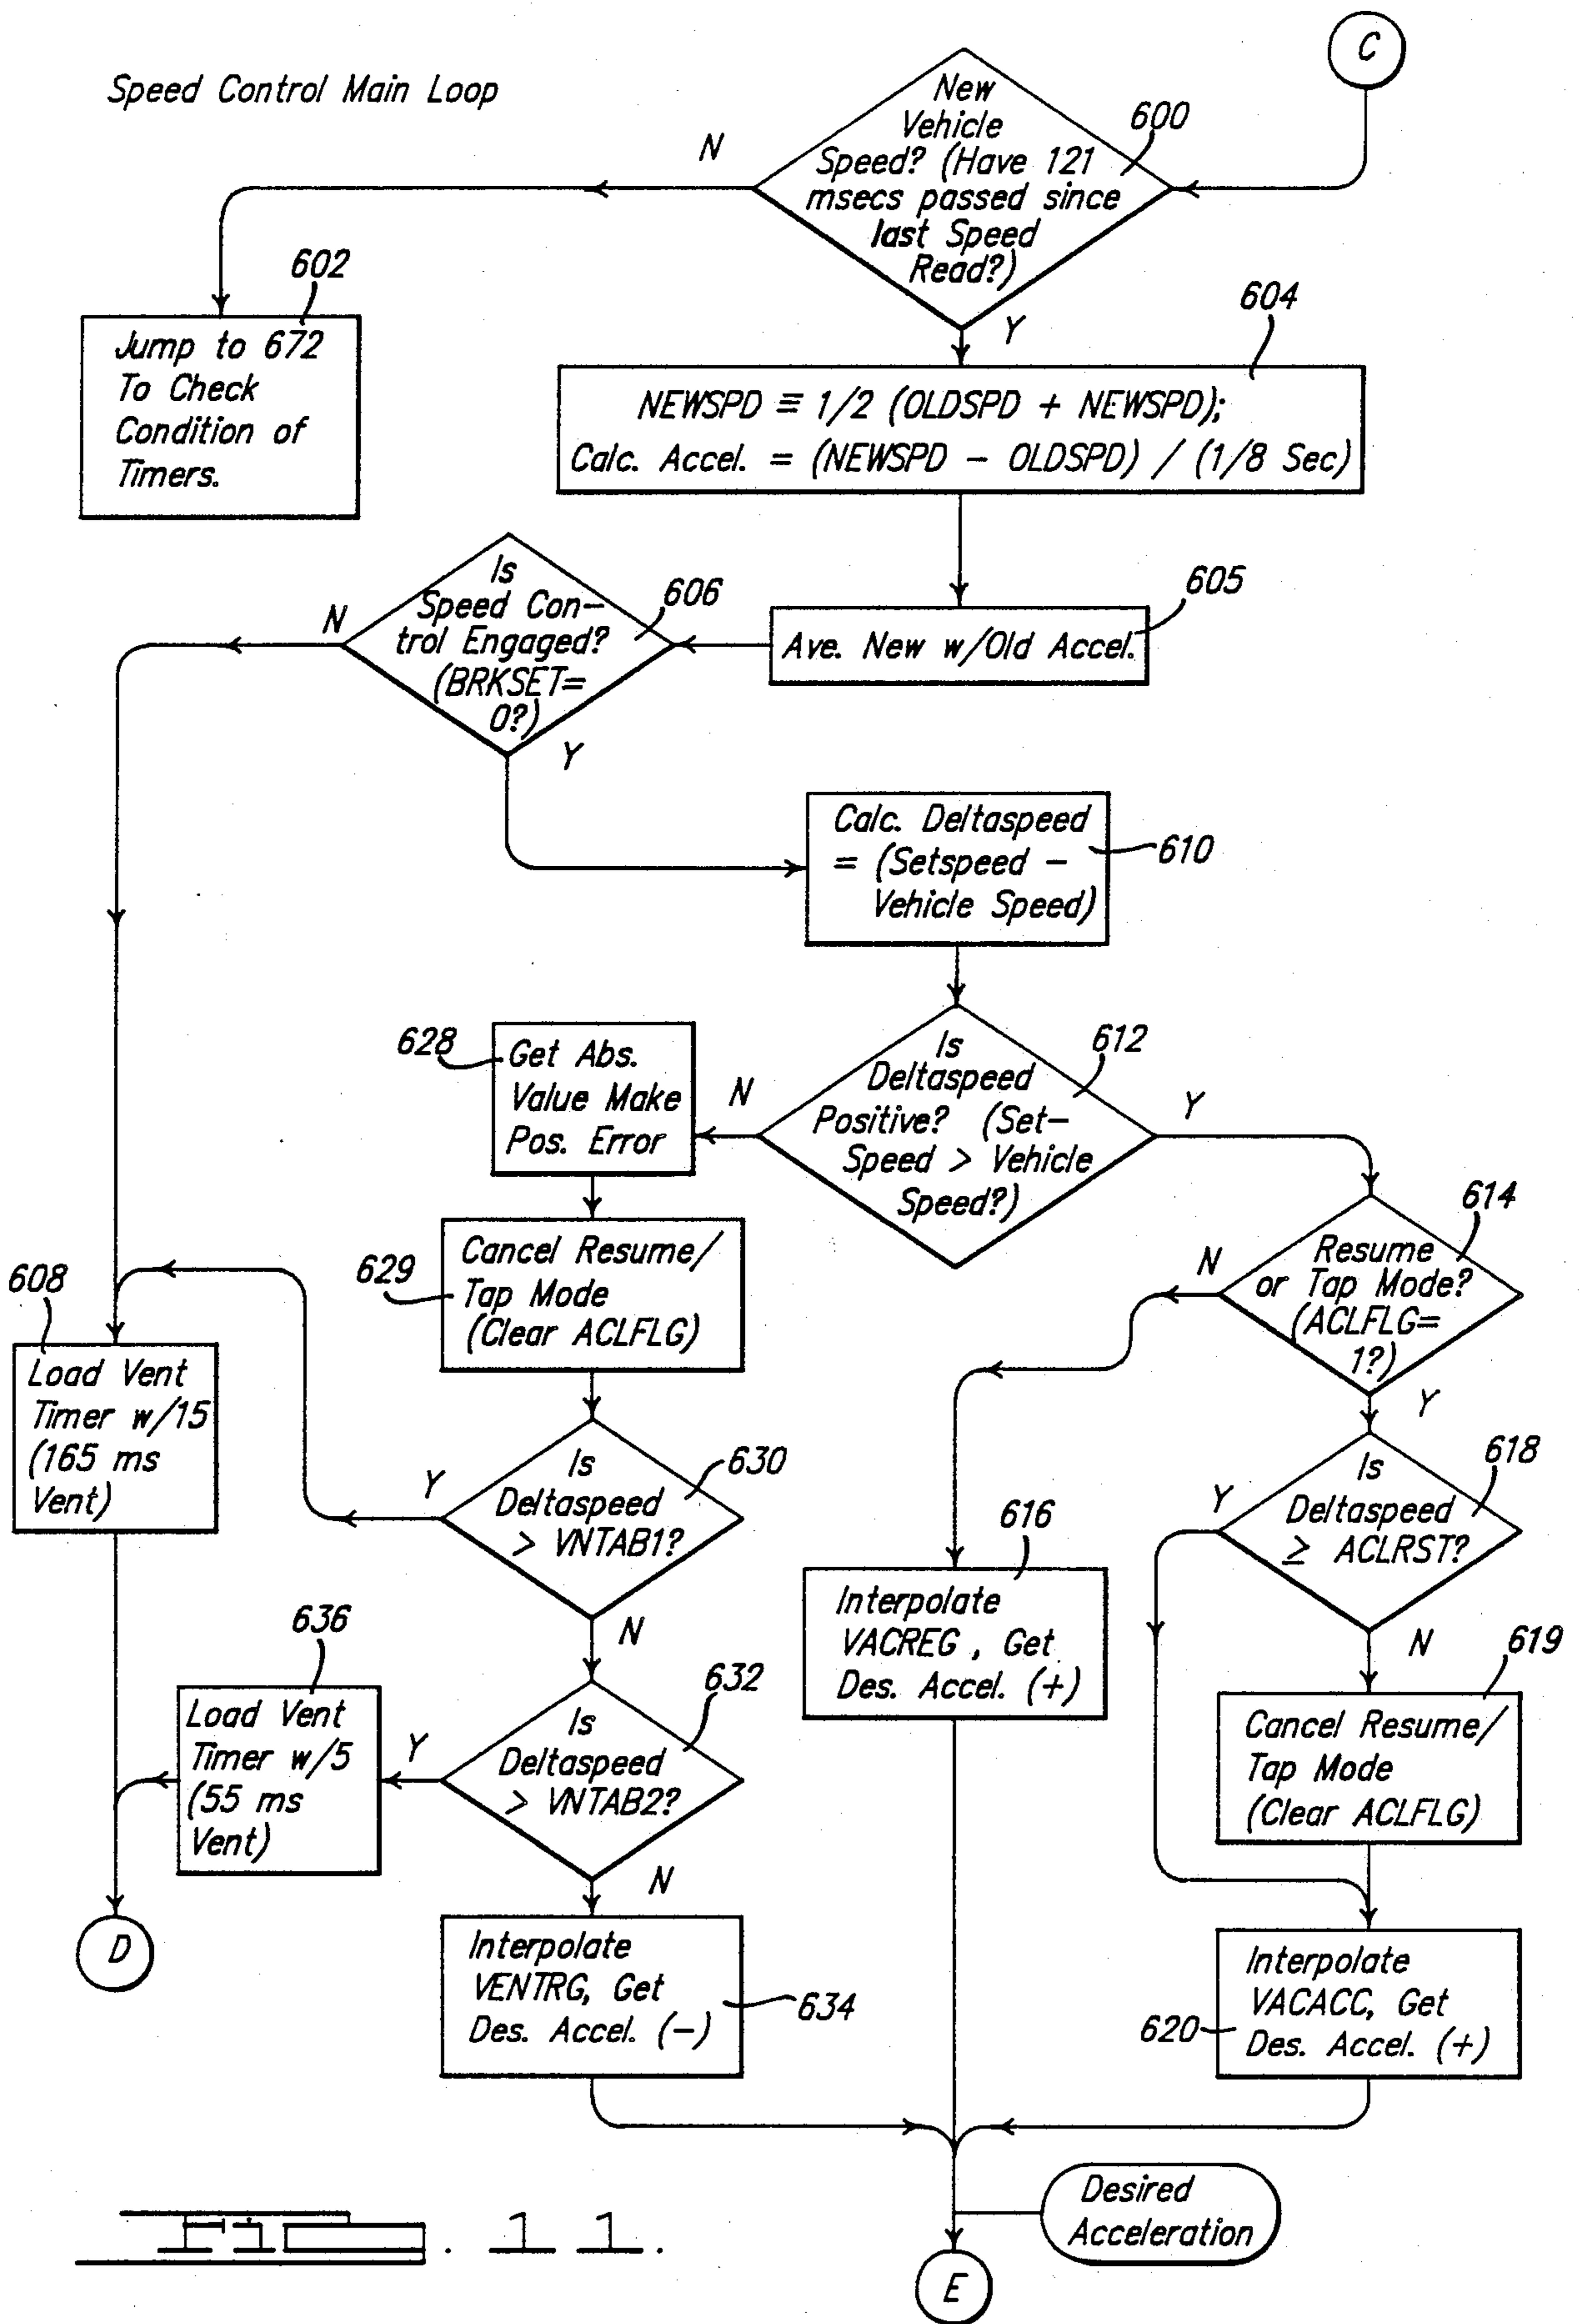 C
Speed Control Main Loop
New
Vehicle
Speed? (Have 121
msecs passed since
last Speed
Read?)
600
N
Y
602
Jump to 672
To Check
Condition of
Timers.
604
NEWSPD ≡ 1/2 (OLDSPD + NEWSPD);
Calc. Accel. = (NEWSPD - OLDSPD) / (1/8 Sec)
605
Ave. New w/Old Accel.
606
Is
Speed Con-
trol Engaged?
(BRKSET=
0?)
N
Y
Calc. Deltaspeed
= (Setspeed -
Vehicle Speed)
610
612
Is
Deltaspeed
Positive? (Set-
Speed > Vehicle
Speed?)
N
Y
628
Get Abs.
Value Make
Pos. Error
614
Resume
or Tap Mode?
(ACLFLG=
1?)
N
Y
629
Cancel Resume/
Tap Mode
(Clear ACLFLG)
608
Load Vent
Timer w/15
(165 ms
Vent)
630
Is
Deltaspeed
> VNTAB1?
Y
N
618
Is
Deltaspeed
≥ ACLRST?
Y
N
616
Interpolate
VACREG , Get
Des. Accel. (+)
619
Cancel Resume/
Tap Mode
(Clear ACLFLG)
636
Load Vent
Timer w/5
(55 ms
Vent)
632
Is
Deltaspeed
> VNTAB2?
Y
N
D
Interpolate
VENTRG, Get
Des. Accel. (-)
634
Interpolate
VACACC, Get
Des. Accel. (+)
620
Desired
Acceleration
E
FIG. 11.